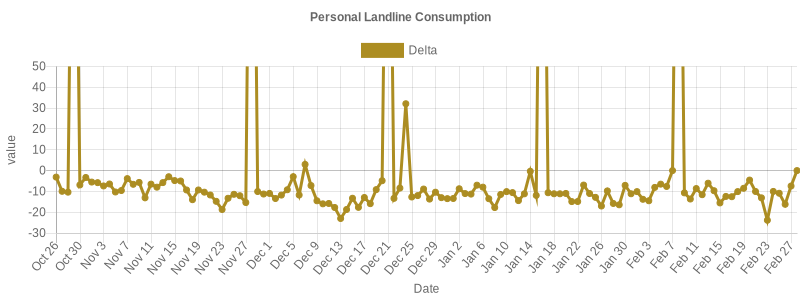 Personal Landline Consumption
Delta
value
50
40
30
20
10
0
-10
-20
-30
Oct 26
Oct 30
Nov 3
Nov 7
Nov 11
Nov 15
Nov 19
Nov 23
Nov 27
Dec 1
Dec 5
Dec 9
Dec 13
Dec 17
Dec 21
Dec 25
Dec 29
Jan 2
Jan 6
Jan 10
Jan 14
Jan 18
Jan 22
Jan 26
Jan 30
Feb 3
Feb 7
Feb 11
Feb 15
Feb 19
Feb 23
Feb 27
Date